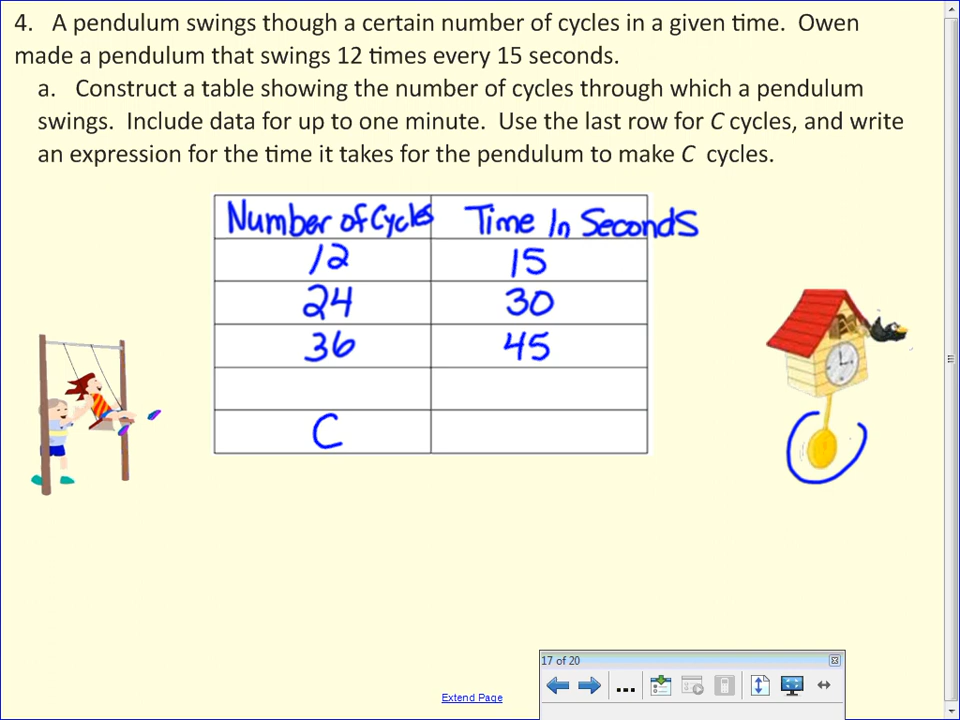 4. A pendulum swings though a certain number of cycles in a given time. Owen
made a pendulum that swings 12 times every 15 seconds.
a. Construct a table showing the number of cycles through which a pendulum
swings. Include data for up to one minute. Use the last row for C cycles, and write
an expression for the time it takes for the pendulum to make C cycles.
Number of Cycles Time In Seconds
12 15
24 30
36 45
C
17 of 20
Extend Page